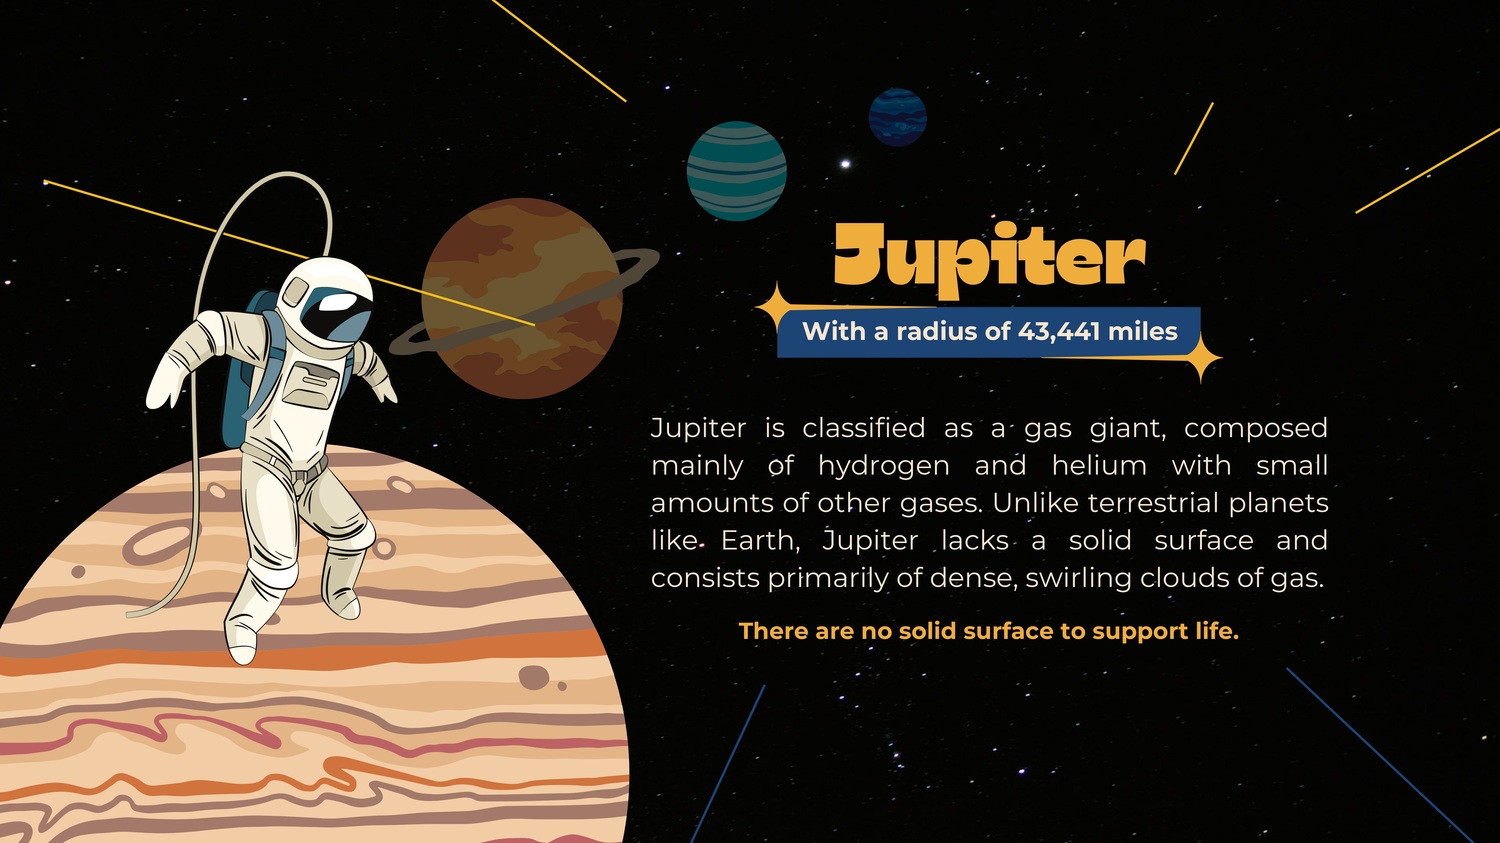 Jupiter
With a radius of 43,441 miles
Jupiter is classified as a gas giant, composed
mainly of hydrogen and helium with small
amounts of other gases. Unlike terrestrial planets
like Earth, Jupiter lacks a solid surface and
consists primarily of dense, swirling clouds of gas.
There are no solid surface to support life.